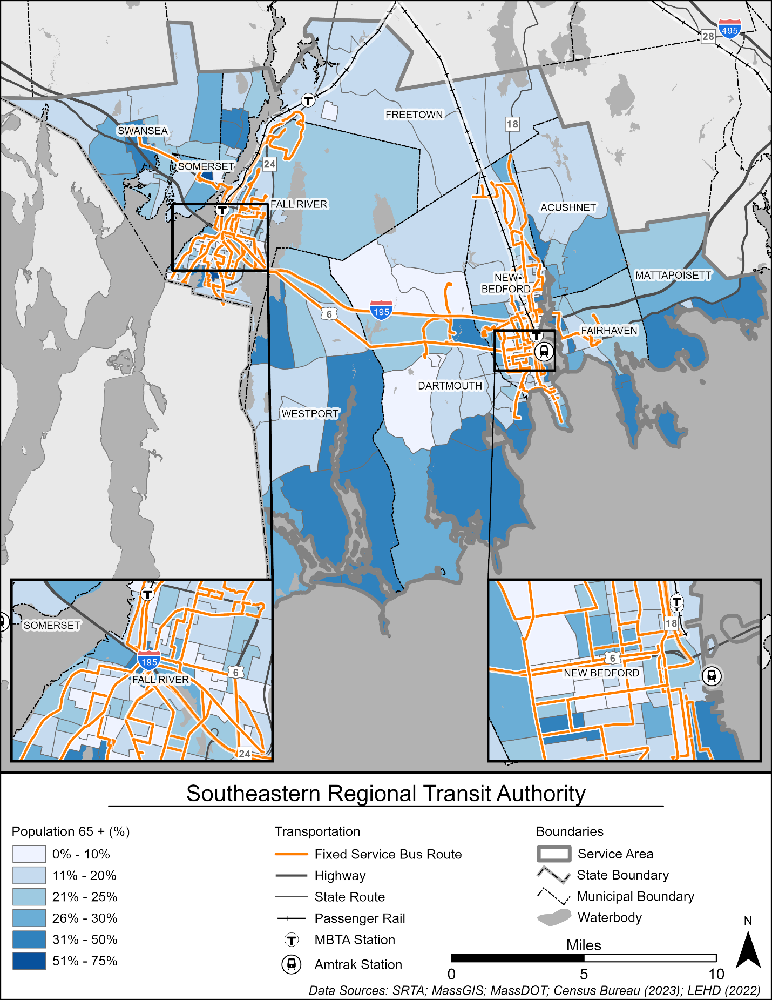 495
28
FREETOWN
18
SWANSEA
24
SOMERSET
T
T
FALL RIVER
ACUSHNET
MATTAPOISETT
NEW
BEDFORD
195
6
FAIRHAVEN
T
DARTMOUTH
WESTPORT
T
SOMERSET
195
6
FALL RIVER
24
T
18
6
NEW BEDFORD
Southeastern Regional Transit Authority
Population 65 + (%)
0% - 10%
11% - 20%
21% - 25%
26% - 30%
31% - 50%
51% - 75%
Transportation
Fixed Service Bus Route
Highway
State Route
Passenger Rail
T
MBTA Station
Amtrak Station
Boundaries
Service Area
State Boundary
Municipal Boundary
Waterbody
N
Miles
0 5 10
Data Sources: SRTA; MassGIS; MassDOT; Census Bureau (2023); LEHD (2022)